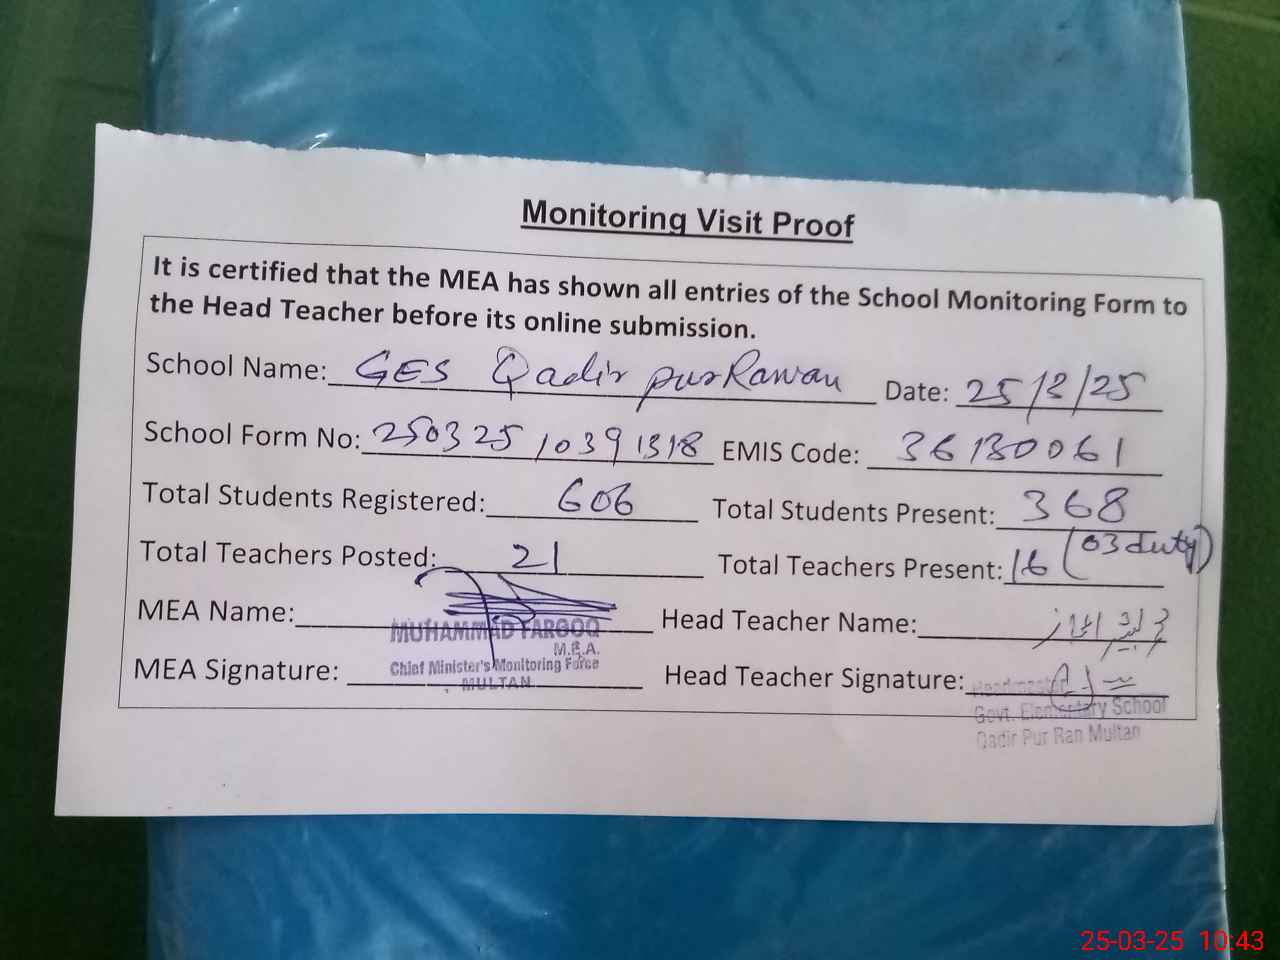 Monitoring Visit Proof
It is certified that the MEA has shown all entries of the School Monitoring Form to
the Head Teacher before its online submission.
School Name: GES Qadir pur Rawan Date: 25/3/25
School Form No: 250325 10391318 EMIS Code: 36130061
Total Students Registered: 606 Total Students Present: 368
Total Teachers Posted: 21 Total Teachers Present: 16 (03 duty)
MEA Name: Head Teacher Name:
MUHAMMAD FAROOQ
M.E.A.
Chief Minister's Monitoring Force
MULTAN
MEA Signature: Head Teacher Signature:
Headmaster
Govt. Elementary School
Qadir Pur Ran Multan
25-03-25 10:43